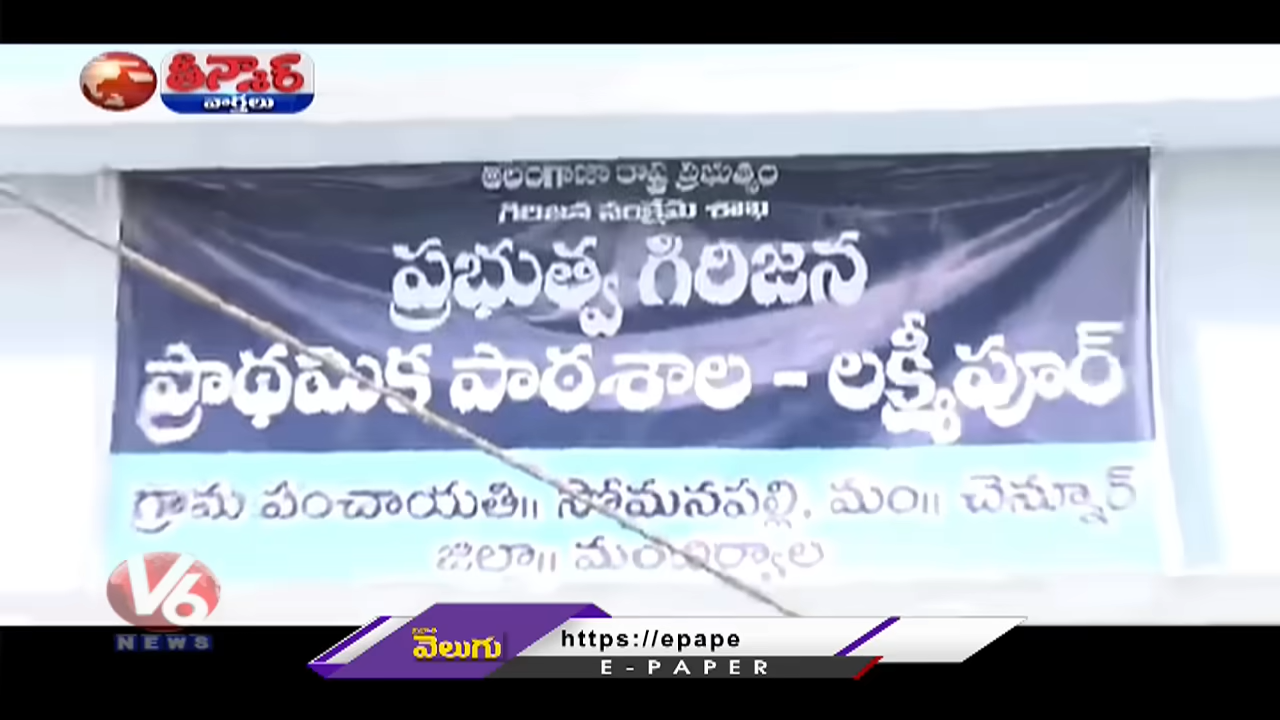 తీన్మార్
వార్తలు
తెలంగాణా రాష్ట్ర ప్రభుత్వం
గిరిజన సంక్షేమ శాఖ
ప్రభుత్వ గిరిజన
ప్రాథమిక పాఠశాల - లక్ష్మీపూర్
గ్రామ పంచాయతి॥ సోమనపల్లి, మం॥ చెన్నూర్
జిల్లా॥ మంచిర్యాల
V6
NEWS
వెలుగు
https://epape
E-PAPER